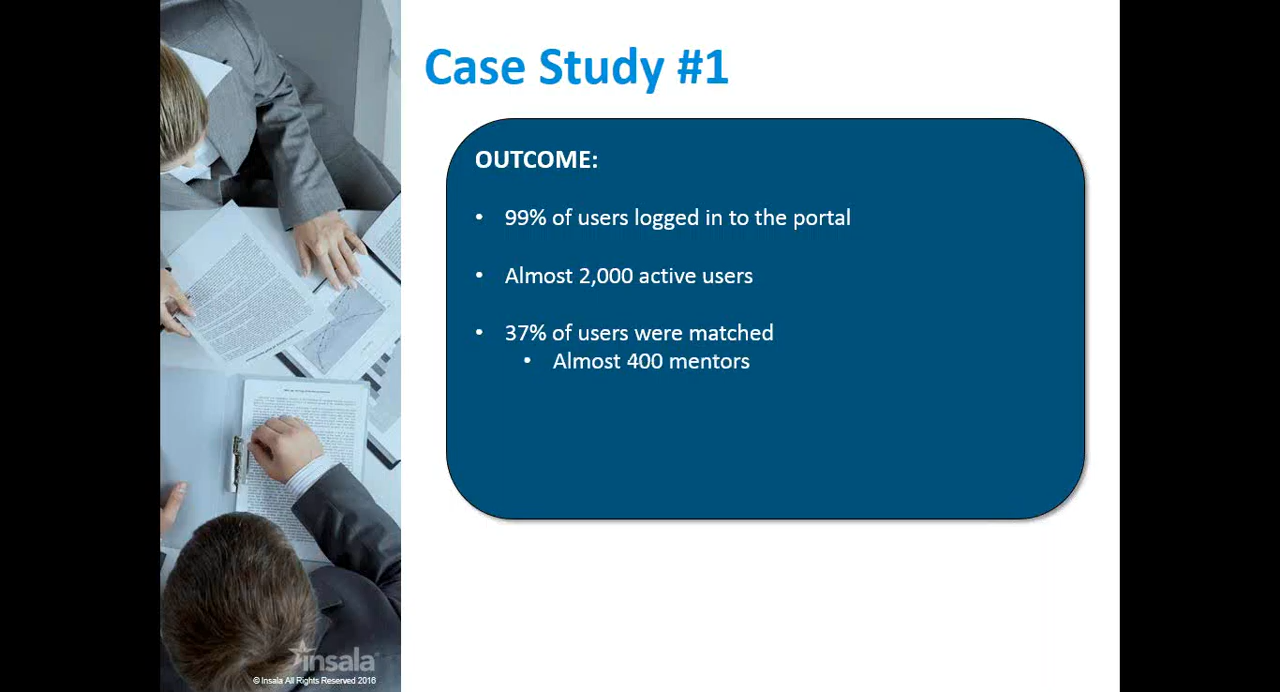 Case Study #1
OUTCOME:
• 99% of users logged in to the portal
• Almost 2,000 active users
• 37% of users were matched
• Almost 400 mentors
insala
© Insala All Rights Reserved 2016